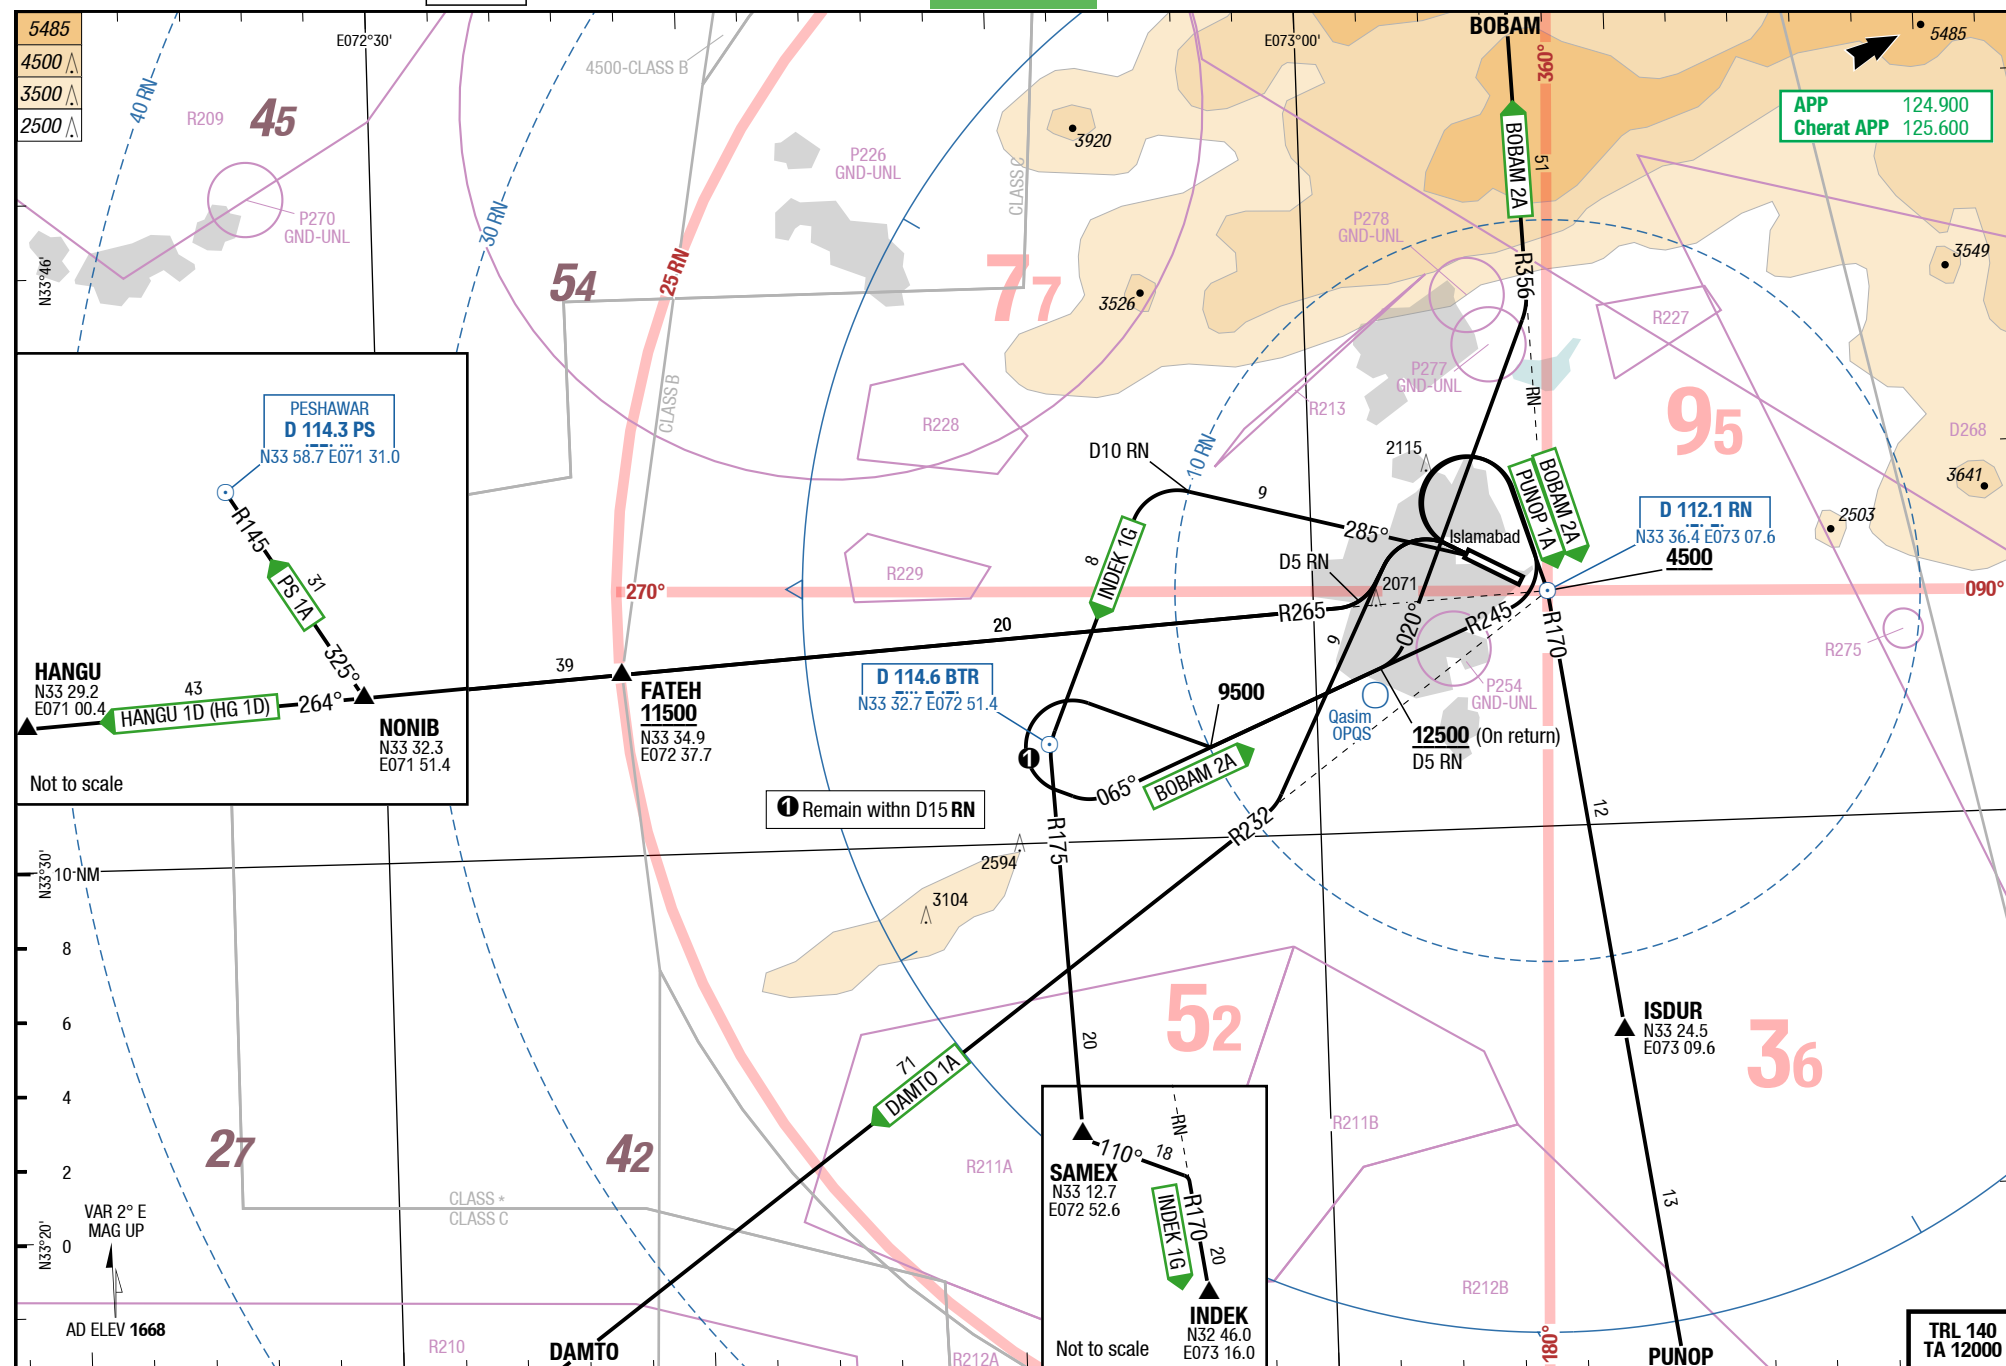 5485
4500
3500
2500
E072°30'
E073°00'
4500-CLASS B
BOBAM
360°
5485
APP 124.900
Cherat APP 125.600
40 RN
R209
45
P270
GND-UNL
30 RN
25 RN
54
P226
GND-UNL
CLASS C
3920
3526
77
P278
GND-UNL
BOBAM 2A
51
R356
RN
3549
R227
N33°46'
P277
GND-UNL
R213
R228
CLASS B
95
D268
3641
2503
PESHAWAR
D 114.3 PS
N33 58.7 E071 31.0
R145
31
PS 1A
325°
D10 RN
10 RN
9
285°
2115
Islamabad
BOBAM 2A
PUNOP 1A
D 112.1 RN
N33 36.4 E073 07.6
4500
8
INDEK 1G
D5 RN
2071
R229
270°
090°
R265
20
020°
R245
R170
9
R275
HANGU
N33 29.2
E071 00.4
43
HANGU 1D (HG 1D)
264°
NONIB
N33 32.3
E071 51.4
39
FATEH
11500
N33 34.9
E072 37.7
Not to scale
D 114.6 BTR
N33 32.7 E072 51.4
9500
P254
GND-UNL
Qasim
OPQS
12500 (On return)
D5 RN
1
065°
BOBAM 2A
1 Remain withn D15 RN
R175
R232
12
N33°30'
10 NM
8
6
4
2
0
2594
3104
52
20
71
DAMTO 1A
ISDUR
N33 24.5
E073 09.6
36
27
42
R211A
R211B
RN
110°
18
SAMEX
N33 12.7
E072 52.6
R170
INDEK 1G
20
INDEK
N32 46.0
E073 16.0
Not to scale
13
CLASS *
CLASS C
VAR 2° E
MAG UP
N33°20'
AD ELEV 1668
R210
DAMTO
R212A
R212B
180°
PUNOP
TRL 140
TA 12000